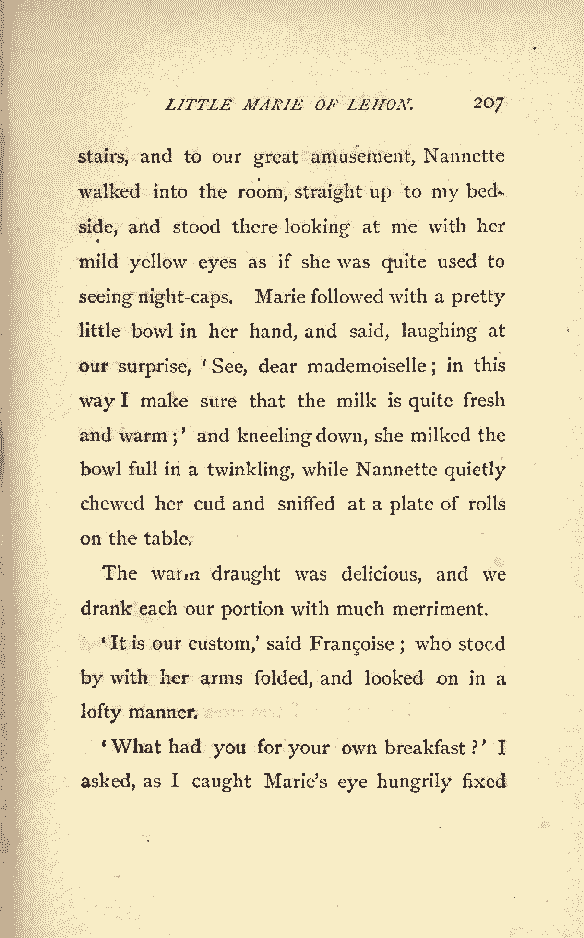 LITTLE MARIE OF LEHON. 207
stairs, and to our great amusement, Nannette
walked into the room, straight up to my bed-
side, and stood there looking at me with her
mild yellow eyes as if she was quite used to
seeing night-caps. Marie followed with a pretty
little bowl in her hand, and said, laughing at
our surprise, ‘See, dear mademoiselle; in this
way I make sure that the milk is quite fresh
and warm;’ and kneeling down, she milked the
bowl full in a twinkling, while Nannette quietly
chewed her cud and sniffed at a plate of rolls
on the table.
The warm draught was delicious, and we
drank each our portion with much merriment.
‘It is our custom,’ said Françoise; who stood
by with her arms folded, and looked on in a
lofty manner.
‘What had you for your own breakfast?’ I
asked, as I caught Marie’s eye hungrily fixed